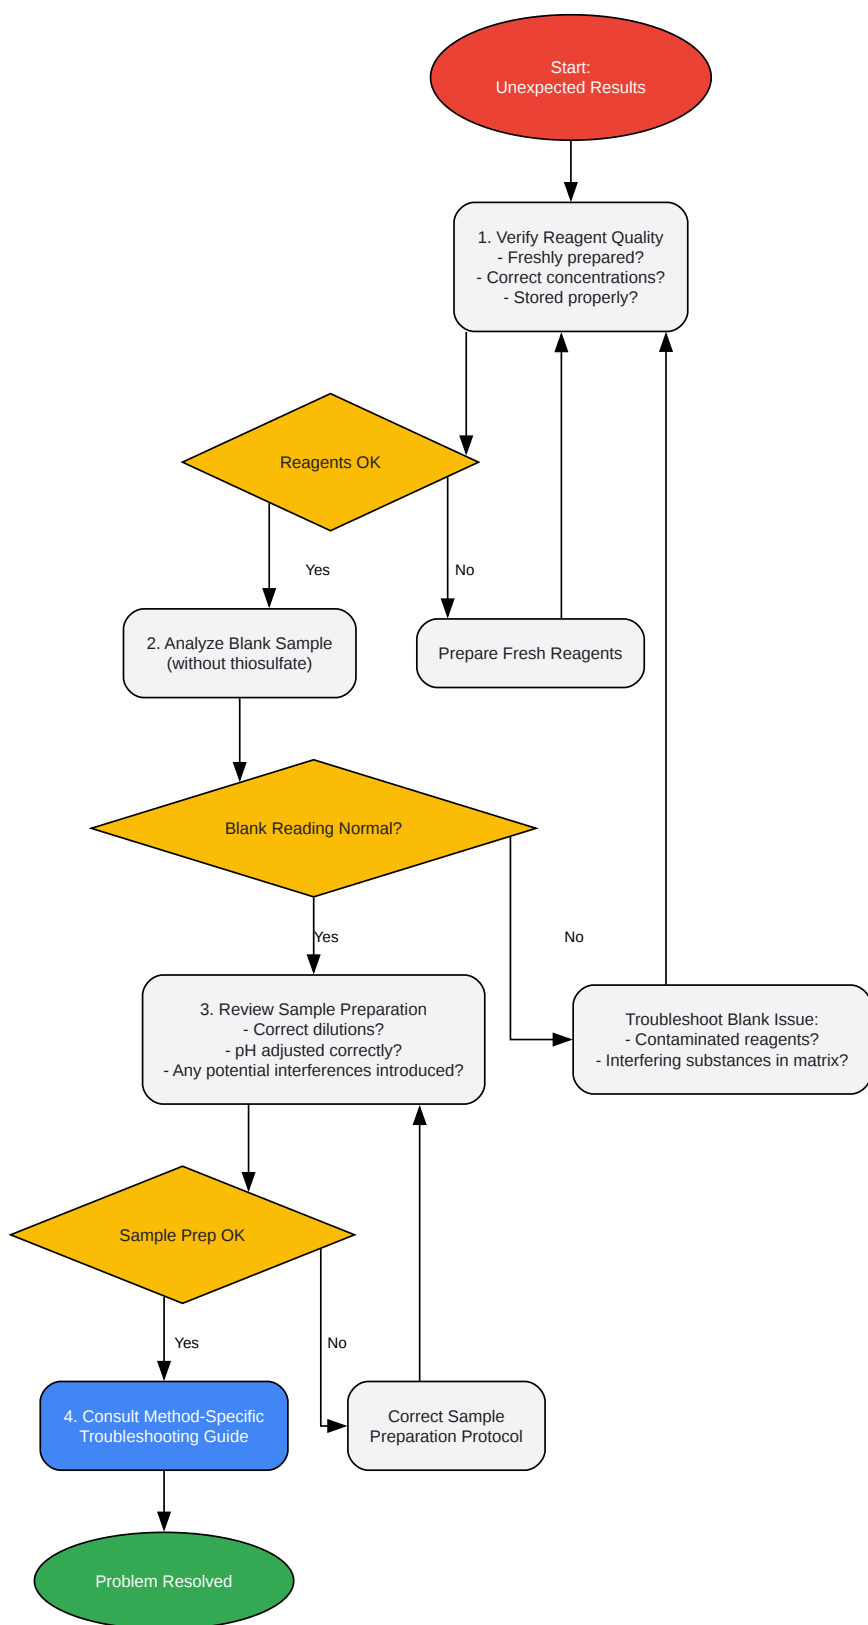 Start:
Unexpected Results
1. Verify Reagent Quality
- Freshly prepared?
- Correct concentrations?
- Stored properly?
Reagents OK
Yes
No
2. Analyze Blank Sample
(without thiosulfate)
Prepare Fresh Reagents
Blank Reading Normal?
Yes
No
3. Review Sample Preparation
- Correct dilutions?
- pH adjusted correctly?
- Any potential interferences introduced?
Troubleshoot Blank Issue:
- Contaminated reagents?
- Interfering substances in matrix?
Sample Prep OK
Yes
No
4. Consult Method-Specific
Troubleshooting Guide
Correct Sample
Preparation Protocol
Problem Resolved